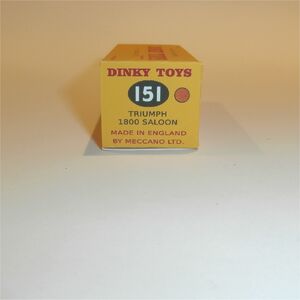 DINKY TOYS
151
TRIUMPH
1800 SALOON
MADE IN ENGLAND
BY MECCANO LTD.